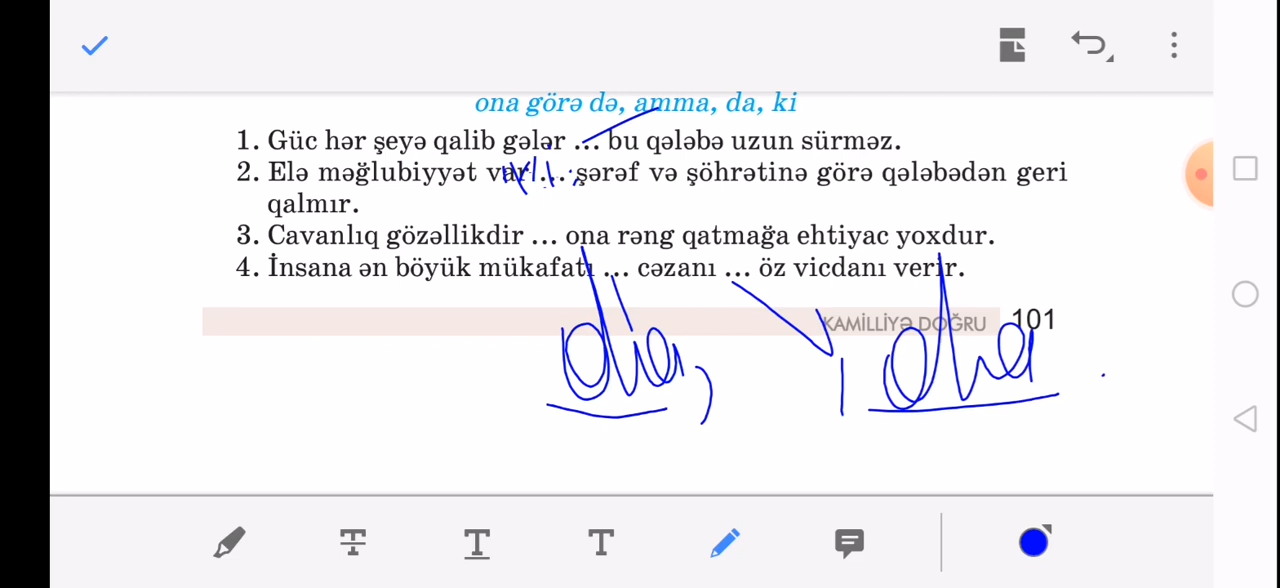 ona görə də, amma, da, ki
1. Güc hər şeyə qalib gələr ... bu qələbə uzun sürməz.
2. Elə məğlubiyyət var ... şərəf və şöhrətinə görə qələbədən geri
qalmır.
3. Cavanlıq gözəllikdir ... ona rəng qatmağa ehtiyac yoxdur.
4. İnsana ən böyük mükafatı ... cəzanı ... öz vicdanı verir.
KAMİLLİYƏ DOĞRU 101
da, da